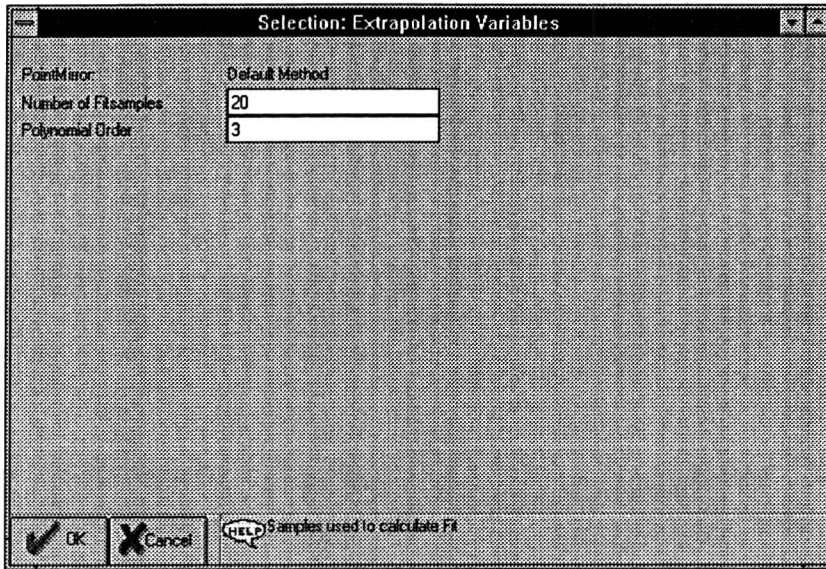 Selection: Extrapolation Variables
PointMirror Default Method
Number of Fitsamples 20
Polynomial Order 3
OK Cancel HELP Samples used to calculate Fit